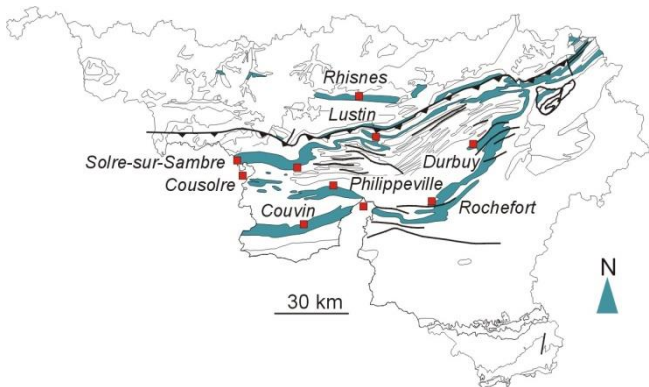 Rhisnes
Lustin
Solre-sur-Sambre
Durbuy
Cousolre
Philippeville
Couvin
Rochefort
N
30 km